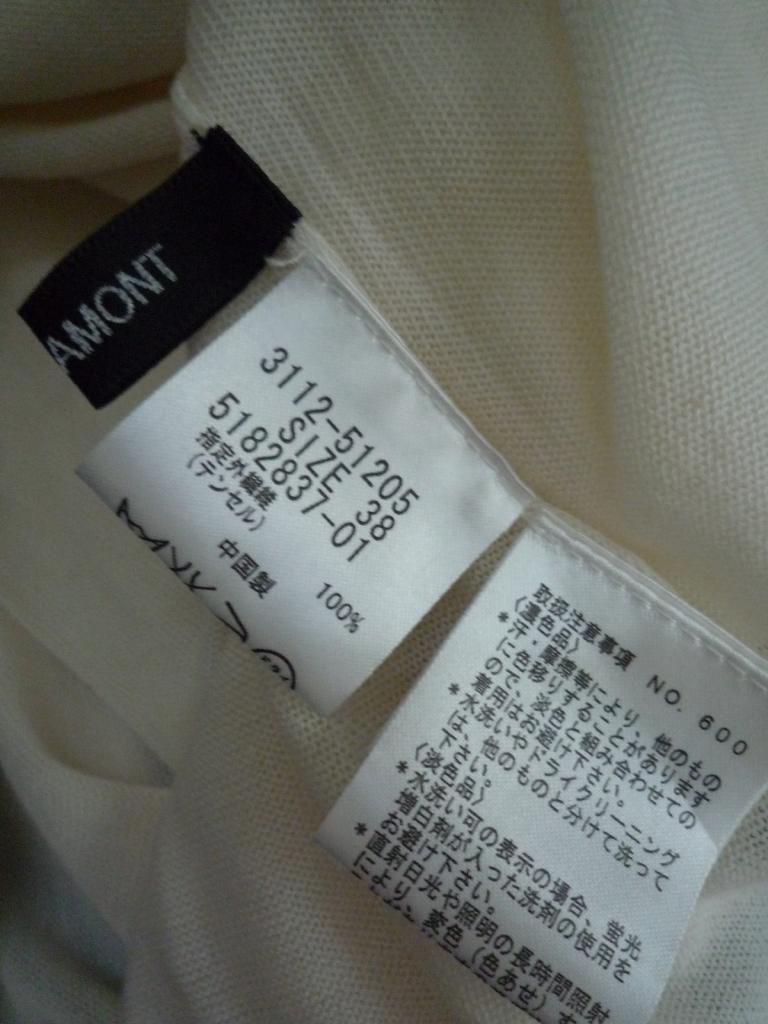 AMONT
3112-51205
SIZE 38
5182837-01
指定外繊維
(テンセル)
100%
中国製
取扱注意事項 NO. 600
〈濃色品〉
*汗・摩擦等により、他のもの
に色移りすることがあります
ので、淡色と組み合わせての
着用はお避け下さい。
*水洗いやドライクリーニング
は、他のものと分けて洗って
下さい。
〈淡色品〉
*水洗い可の表示の場合、蛍光
増白剤が入った洗剤の使用を
お避け下さい。
*直射日光や照明の長時間照射
により、変色(色あせ)す